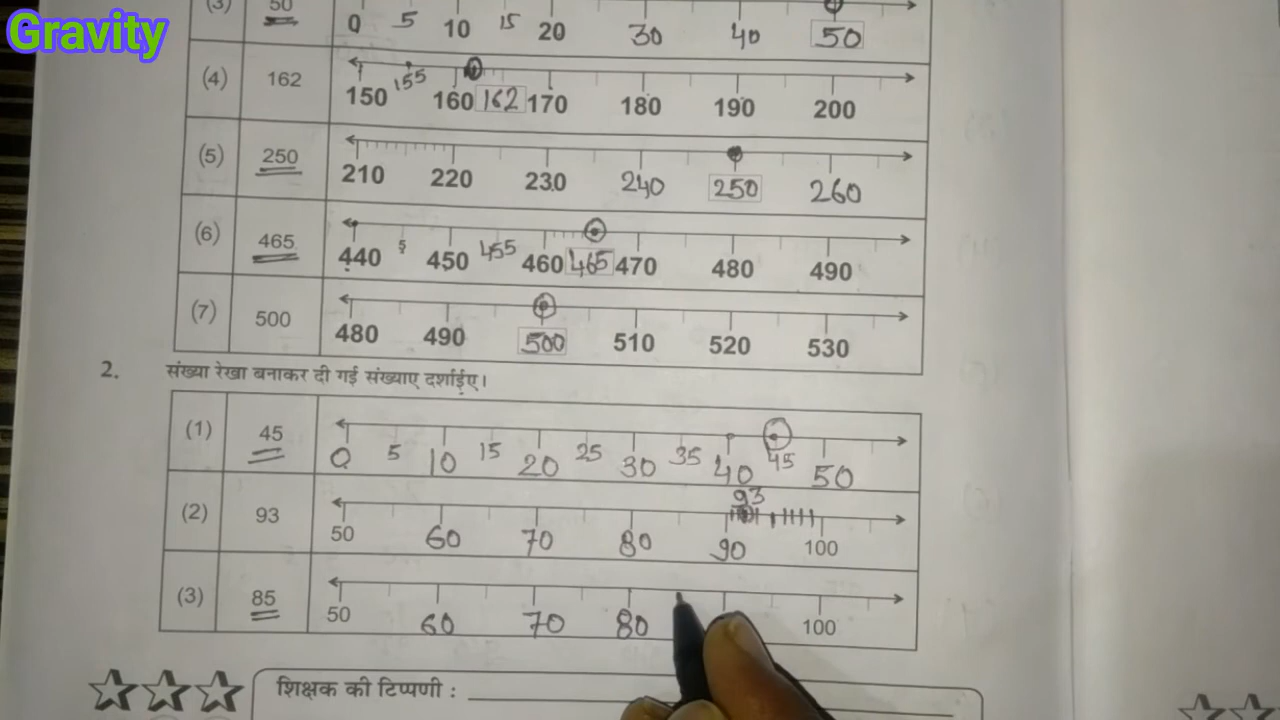 Gravity
(3) 50 0 5 10 15 20 30 40 50
(4) 162 150 155 160 162 170 180 190 200
(5) 250 210 220 230 240 250 260
(6) 465 440 5 450 455 460 465 470 480 490
(7) 500 480 490 500 510 520 530
2. संख्या रेखा बनाकर दी गई संख्याए दर्शाईए।
(1) 45 0 5 10 15 20 25 30 35 40 45 50
93
(2) 93 50 60 70 80 90 100
(3) 85 50 60 70 80 100
शिक्षक की टिप्पणी :